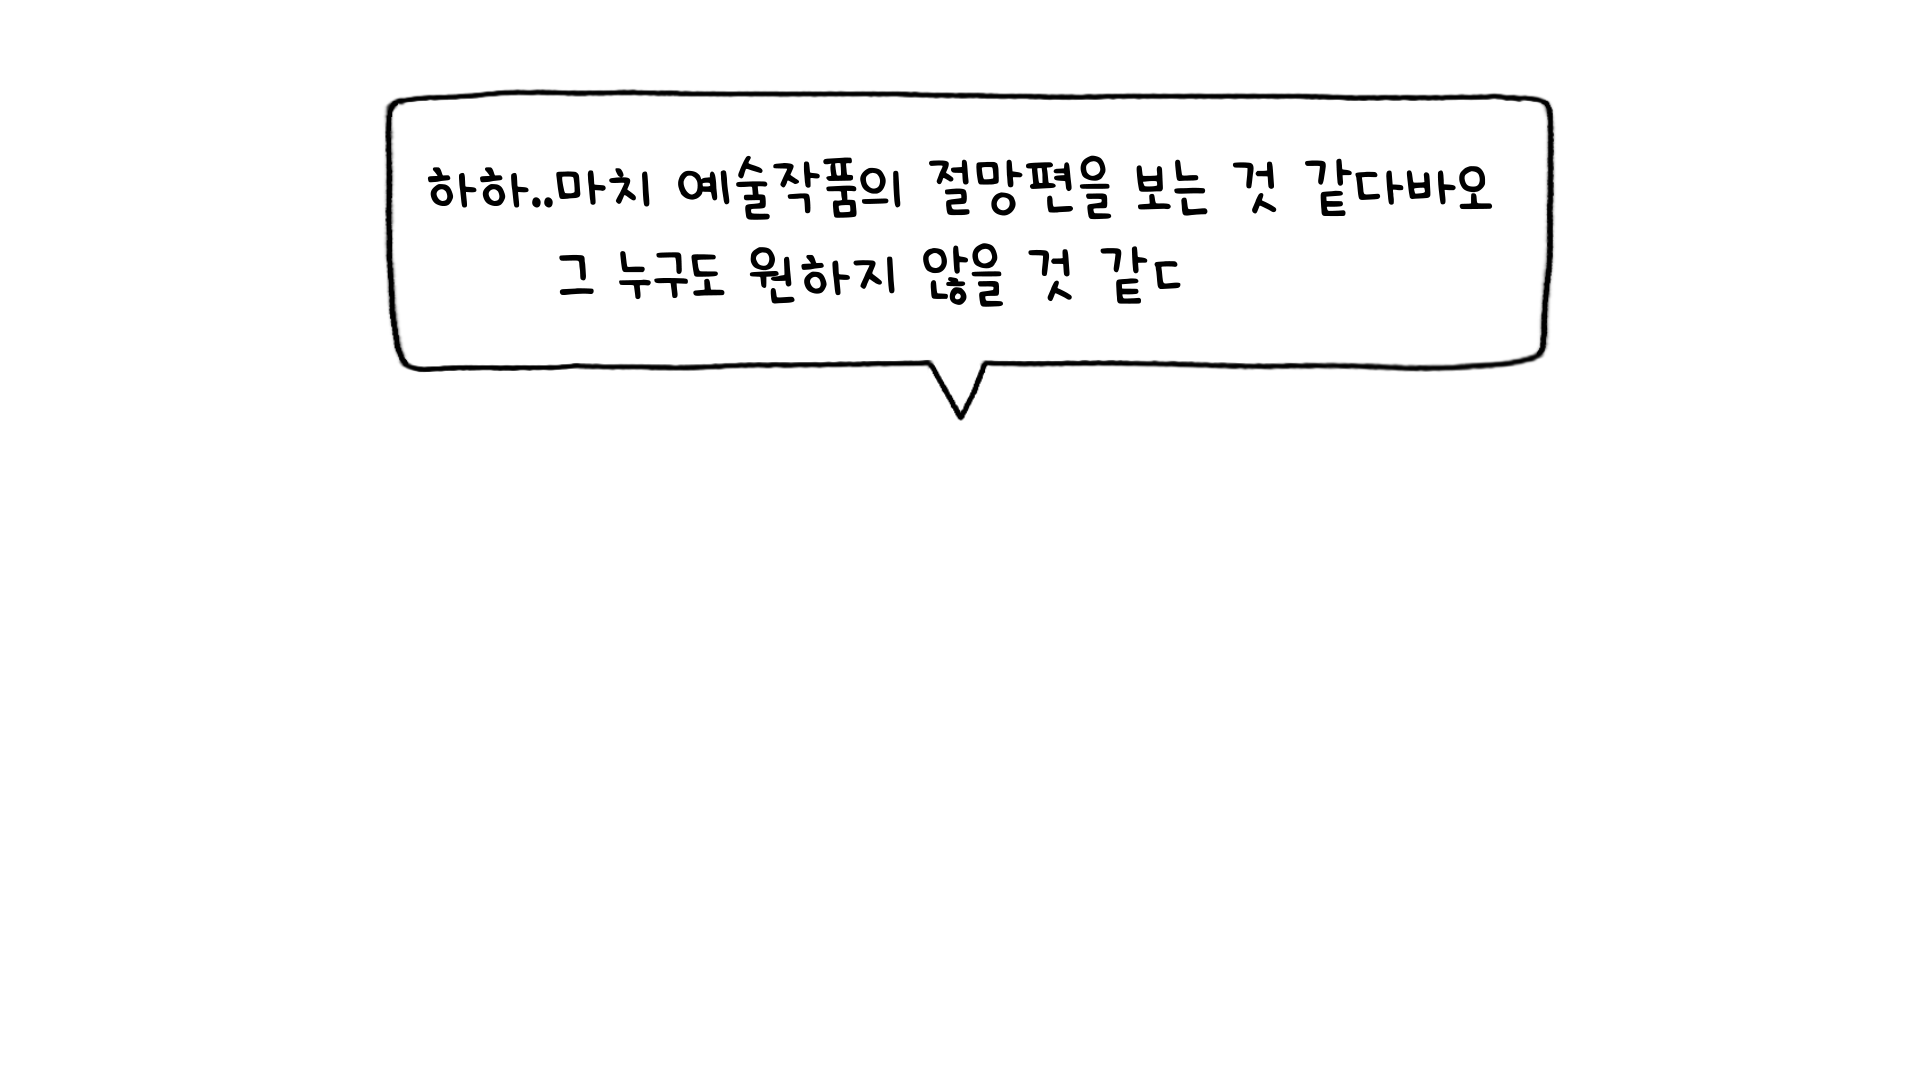 하하..마치 예술작품의 절망편을 보는 것 같다바오
그 누구도 원하지 않을 것 같ㄷ